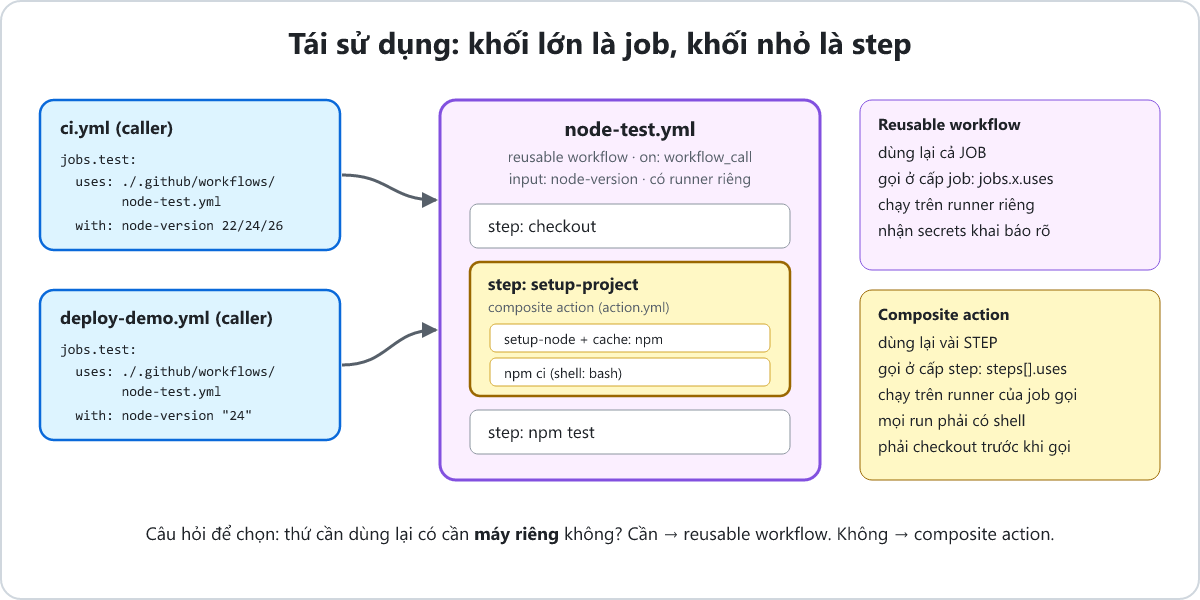 Tái sử dụng: khối lớn là job, khối nhỏ là step
ci.yml (caller)
jobs.test:
uses: ./.github/workflows/
node-test.yml
with: node-version 22/24/26
deploy-demo.yml (caller)
jobs.test:
uses: ./.github/workflows/
node-test.yml
with: node-version "24"
node-test.yml
reusable workflow · on: workflow_call
input: node-version · có runner riêng
step: checkout
step: setup-project
composite action (action.yml)
setup-node + cache: npm
npm ci (shell: bash)
step: npm test
Reusable workflow
dùng lại cả JOB
gọi ở cấp job: jobs.x.uses
chạy trên runner riêng
nhận secrets khai báo rõ
Composite action
dùng lại vài STEP
gọi ở cấp step: steps[].uses
chạy trên runner của job gọi
mọi run phải có shell
phải checkout trước khi gọi
Câu hỏi để chọn: thứ cần dùng lại có cần máy riêng không? Cần → reusable workflow. Không → composite action.